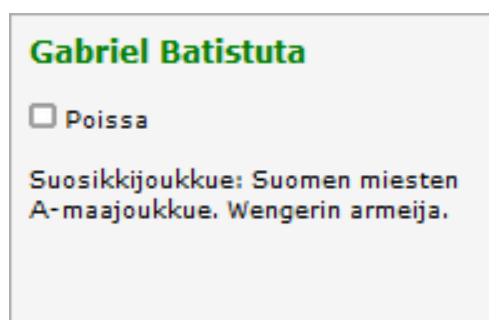 Gabriel Batistuta
Poissa
Suosikkijoukkue: Suomen miesten
A-maajoukkue. Wengerin armeija.